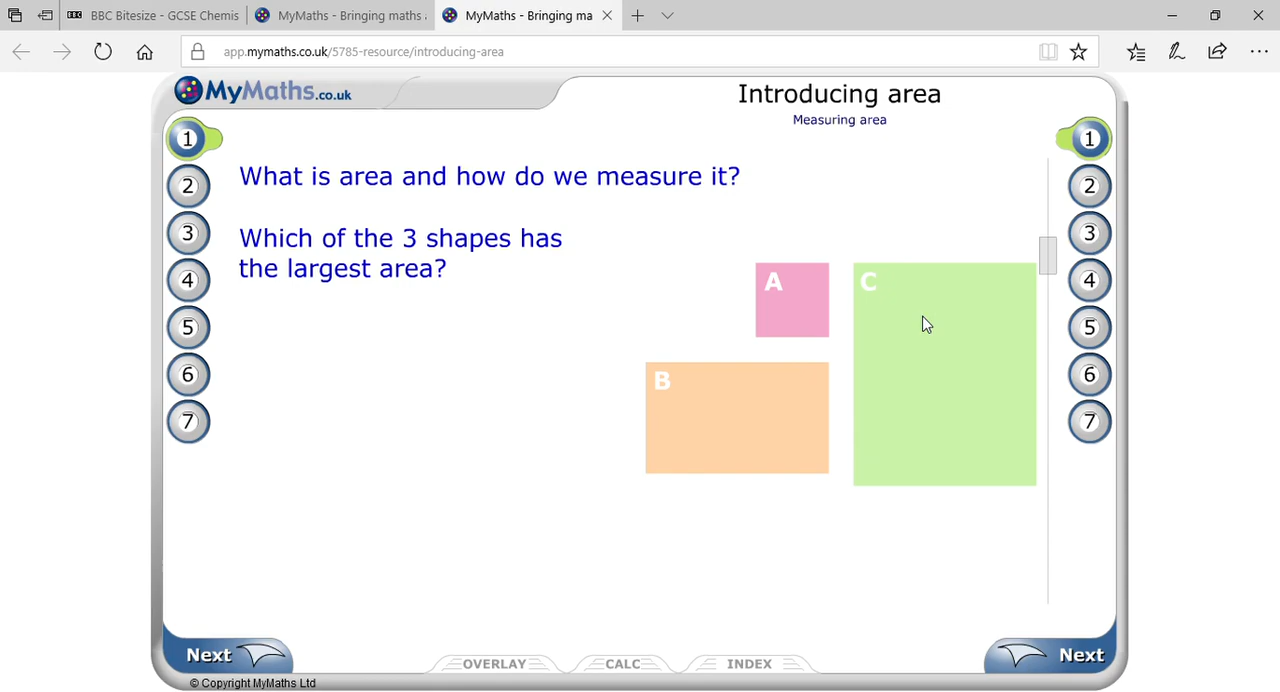 BBC BBC Bitesize - GCSE Chemis
MyMaths - Bringing maths
MyMaths - Bringing ma
app.mymaths.co.uk/5785-resource/introducing-area
MyMaths.co.uk
Introducing area
Measuring area
What is area and how do we measure it?
Which of the 3 shapes has
the largest area?
1
2
3
4
5
6
7
A
B
C
1
2
3
4
5
6
7
Next
OVERLAY
CALC
INDEX
Next
© Copyright MyMaths Ltd